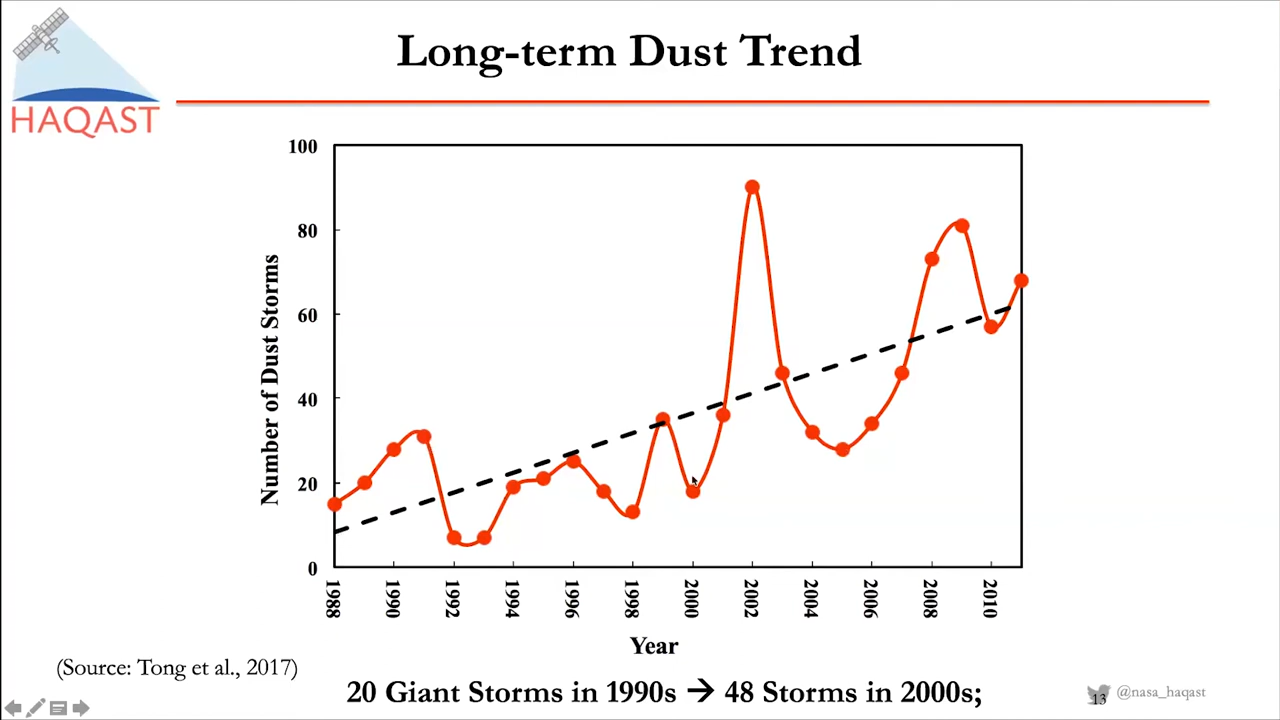 Long-term Dust Trend
HAQAST
100
80
60
40
20
0
Number of Dust Storms
1988
1990
1992
1994
1996
1998
2000
2002
2004
2006
2008
2010
Year
(Source: Tong et al., 2017)
20 Giant Storms in 1990s → 48 Storms in 2000s;
13
@nasa_haqast